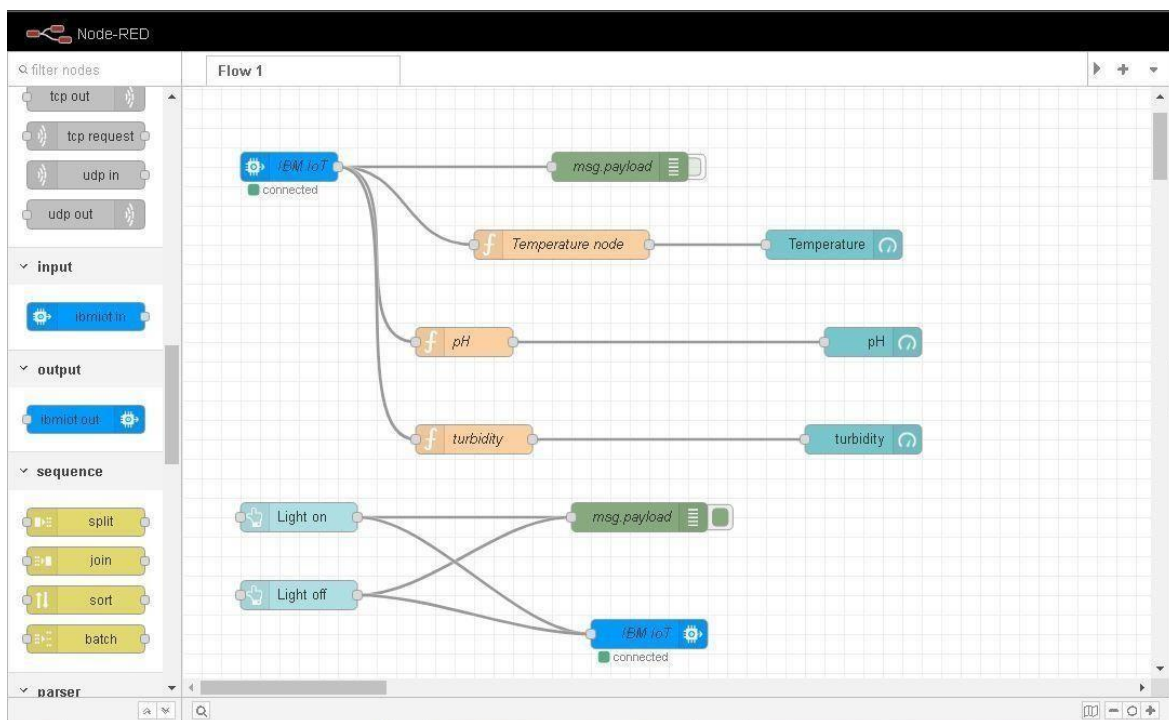 Node-RED
filter nodes
Flow 1
tcp out
tcp request
udp in
udp out
input
ibmiot in
output
ibmiot out
sequence
split
join
sort
batch
parser
IBM IoT
connected
msg.payload
Temperature node
Temperature
pH
pH
turbidity
turbidity
Light on
msg.payload
Light off
IBM IoT
connected